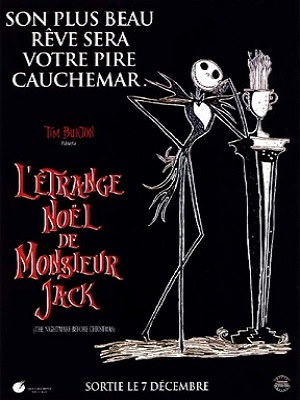 SON PLUS BEAU
RÊVE SERA
VOTRE PIRE
CAUCHEMAR.
TIM BURTON
L'ÉTRANGE
NOËL
DE
MONSIEUR
JACK
(THE NIGHTMARE BEFORE CHRISTMAS)
SORTIE LE 7 DÉCEMBRE